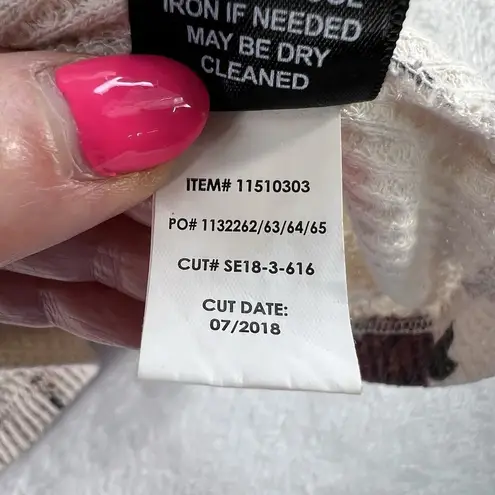 IRON IF NEEDED
MAY BE DRY
CLEANED
ITEM# 11510303
PO# 1132262/63/64/65
CUT# SE18-3-616
CUT DATE:
07/2018